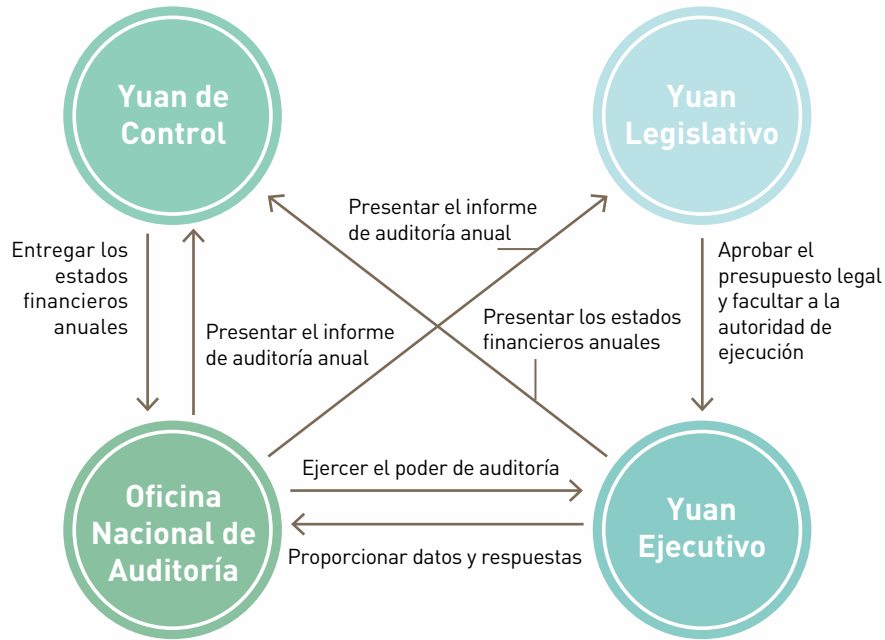 Yuan de
Control
Yuan
Legislativo
Presentar el informe
de auditoría anual
Entregar los
estados
financieros
anuales
Aprobar el
presupuesto legal
y facultar a la
autoridad de
ejecución
Presentar el informe
de auditoría anual
Presentar los estados
financieros anuales
Ejercer el poder de auditoría
Oficina
Nacional de
Auditoría
Yuan
Ejecutivo
Proporcionar datos y respuestas